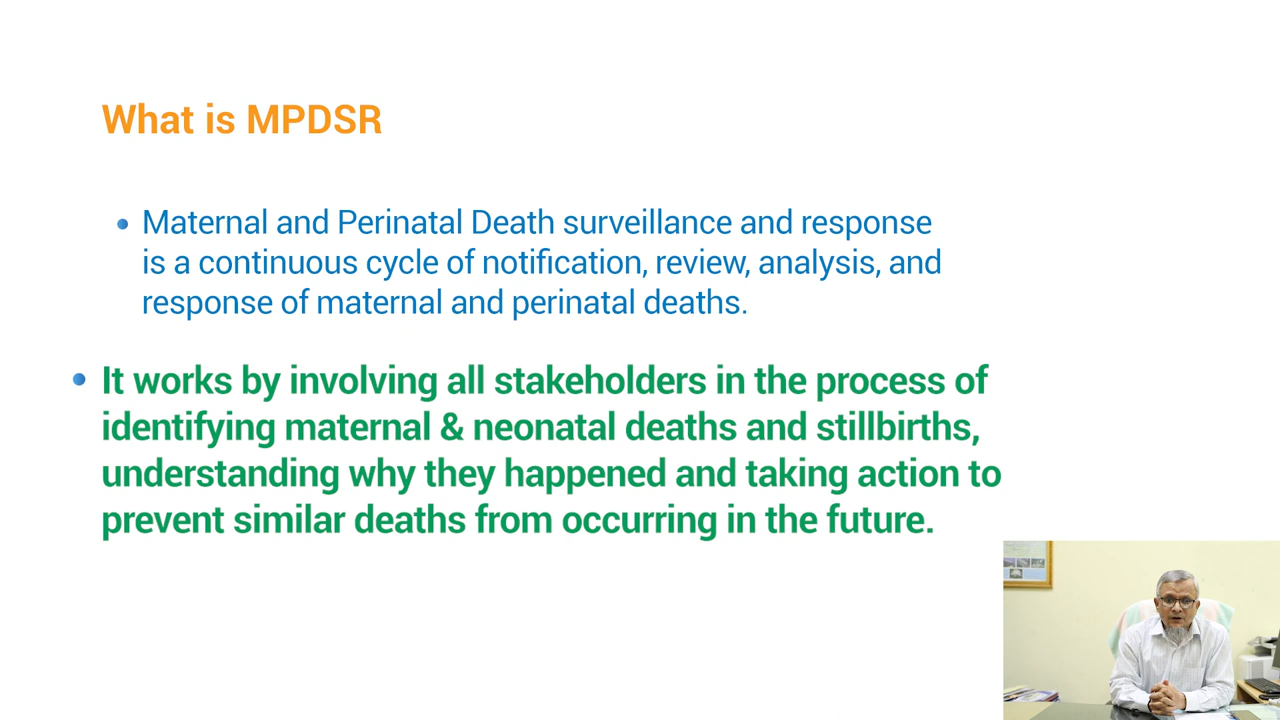 What is MPDSR
• Maternal and Perinatal Death surveillance and response
is a continuous cycle of notification, review, analysis, and
response of maternal and perinatal deaths.
• It works by involving all stakeholders in the process of
identifying maternal & neonatal deaths and stillbirths,
understanding why they happened and taking action to
prevent similar deaths from occurring in the future.